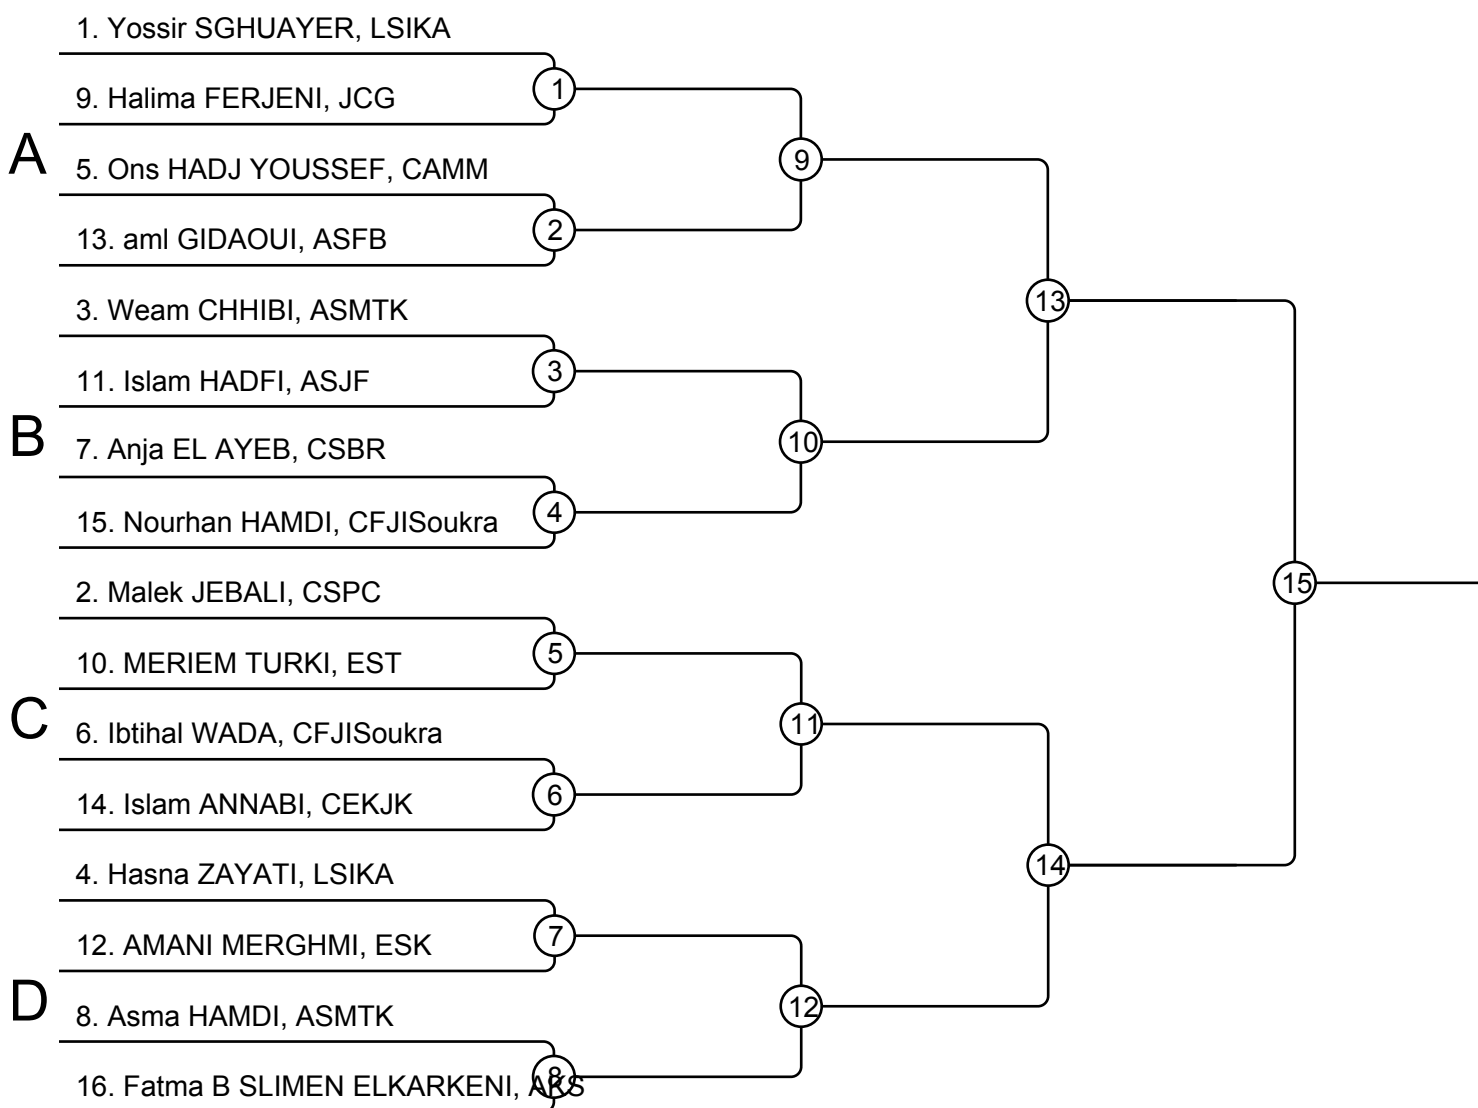 1. Yossir SGHUAYER, LSIKA
1
9. Halima FERJENI, JCG
A
9
5. Ons HADJ YOUSSEF, CAMM
2
13. aml GIDAOUI, ASFB
13
3. Weam CHHIBI, ASMTK
3
11. Islam HADFI, ASJF
B
10
7. Anja EL AYEB, CSBR
4
15. Nourhan HAMDI, CFJISoukra
15
2. Malek JEBALI, CSPC
5
10. MERIEM TURKI, EST
C
11
6. Ibtihal WADA, CFJISoukra
6
14. Islam ANNABI, CEKJK
14
4. Hasna ZAYATI, LSIKA
7
12. AMANI MERGHMI, ESK
D
12
8. Asma HAMDI, ASMTK
8
16. Fatma B SLIMEN ELKARKENI, AKS